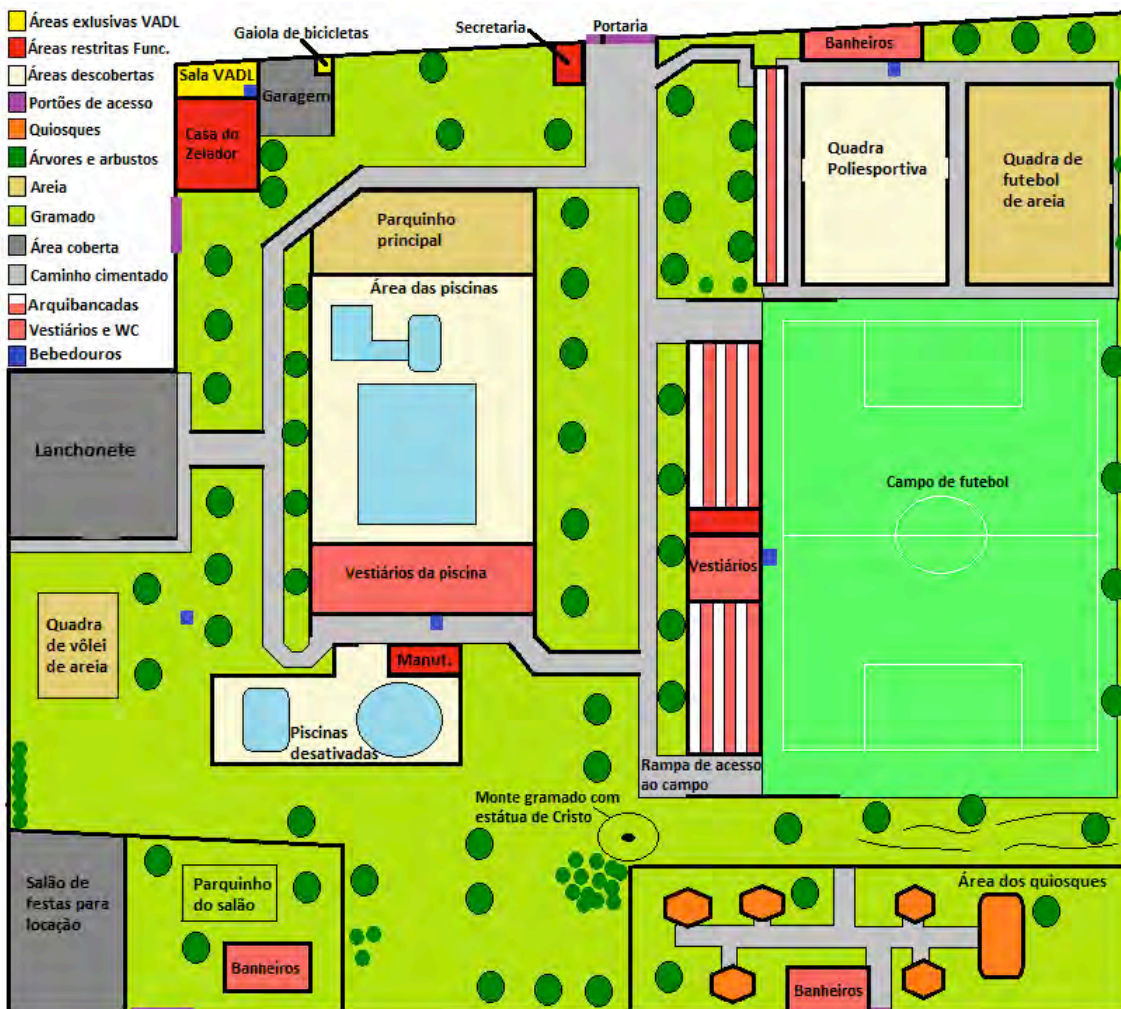 Áreas exlusivas VADL
Áreas restritas Func.
Áreas descobertas
Portões de acesso
Quiosques
Árvores e arbustos
Areia
Gramado
Área coberta
Caminho cimentado
Arquibancadas
Vestiários e WC
Bebedouros
Gaiola de bicicletas
Secretaria
Portaria
Banheiros
Sala VADL
Garagem
Casa do
Zelador
Quadra
Poliesportiva
Quadra de
futebol
de areia
Parquinho
principal
Área das piscinas
Lanchonete
Campo de futebol
Vestiários da piscina
Vestiários
Quadra
de vôlei
de areia
Manut.
Piscinas
desativadas
Rampa de acesso
ao campo
Monte gramado com
estátua de Cristo
Salão de
festas para
locação
Parquinho
do salão
Banheiros
Área dos quiosques
Banheiros